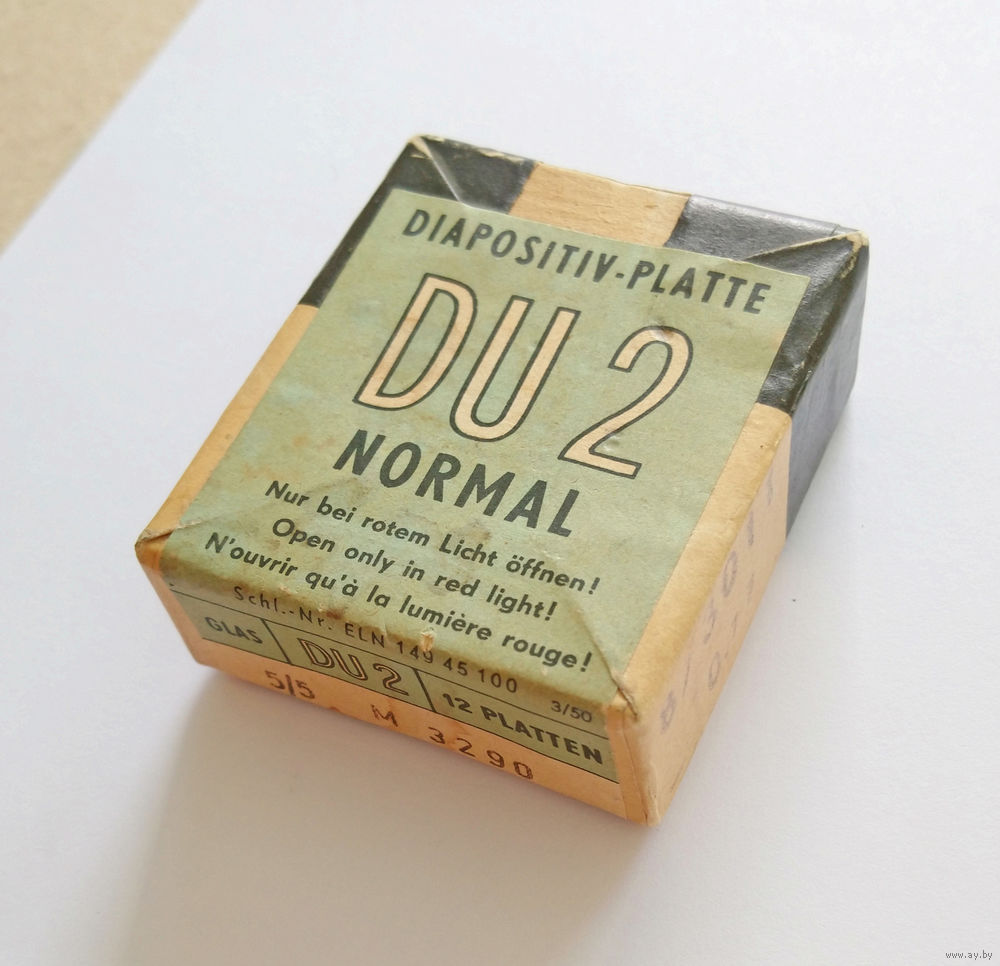 DIAPOSITIV-PLATTE
DU 2
NORMAL
Nur bei rotem Licht öffnen!
Open only in red light!
N'ouvrir qu'à la lumière rouge!
Schl.-Nr. ELN 149 45 100
3/50
GLAS DU 2 12 PLATTEN
5/5 M 3290
www.ay.by